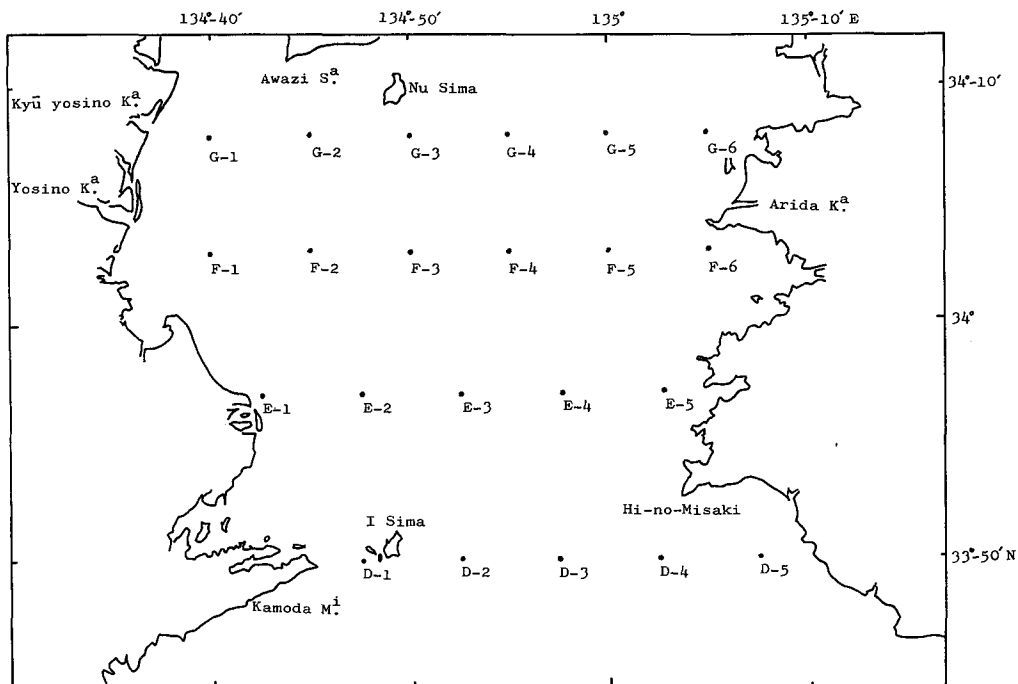 134°-40′ 134°-50′ 135° 135°-10′ E
Awazi S.ª
34°-10′
Nu Sima
Kyū yosino K.ª
G-1 G-2 G-3 G-4 G-5 G-6
Yosino K.ª
Arida K.ª
F-1 F-2 F-3 F-4 F-5 F-6
34°
E-1 E-2 E-3 E-4 E-5
Hi-no-Misaki
I Sima
33°-50′ N
D-1 D-2 D-3 D-4 D-5
Kamoda M.ⁱ